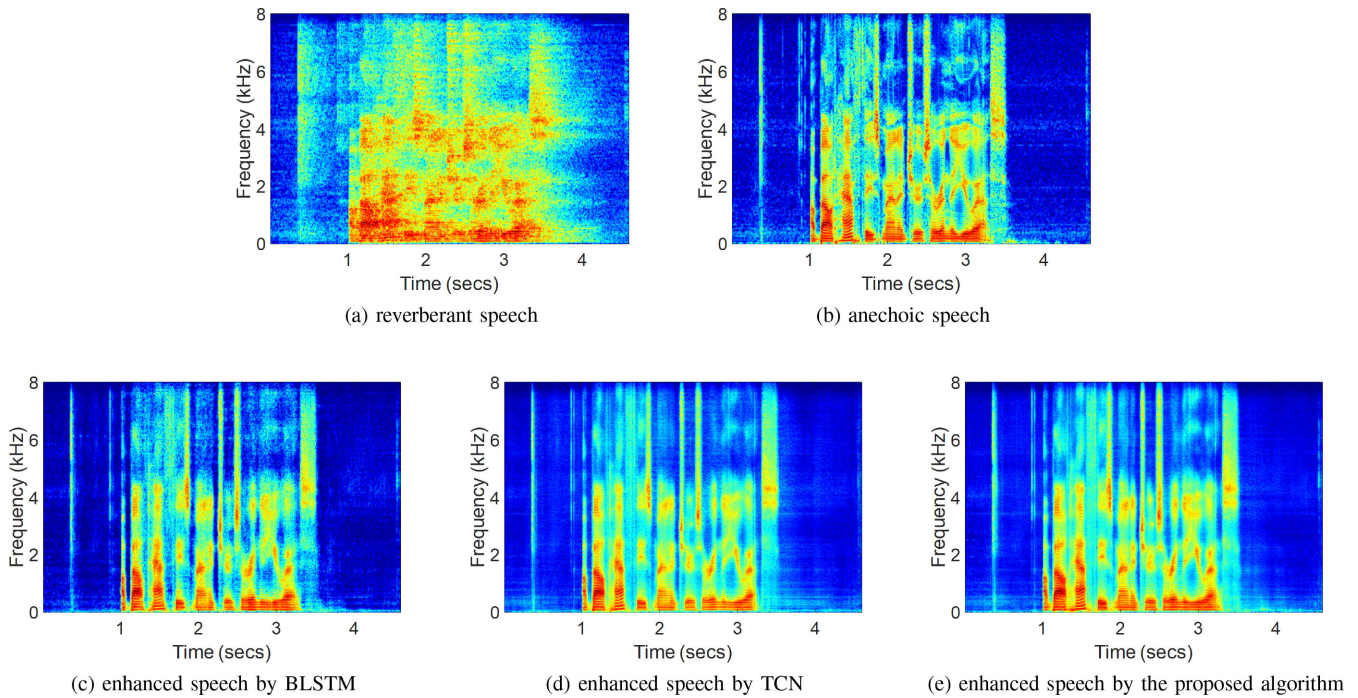 8
6
4
2
0
Frequency (kHz)
1 2 3 4
Time (secs)
(a) reverberant speech
8
6
4
2
0
Frequency (kHz)
1 2 3 4
Time (secs)
(b) anechoic speech
8
6
4
2
0
Frequency (kHz)
1 2 3 4
Time (secs)
(c) enhanced speech by BLSTM
8
6
4
2
0
Frequency (kHz)
1 2 3 4
Time (secs)
(d) enhanced speech by TCN
8
6
4
2
0
Frequency (kHz)
1 2 3 4
Time (secs)
(e) enhanced speech by the proposed algorithm